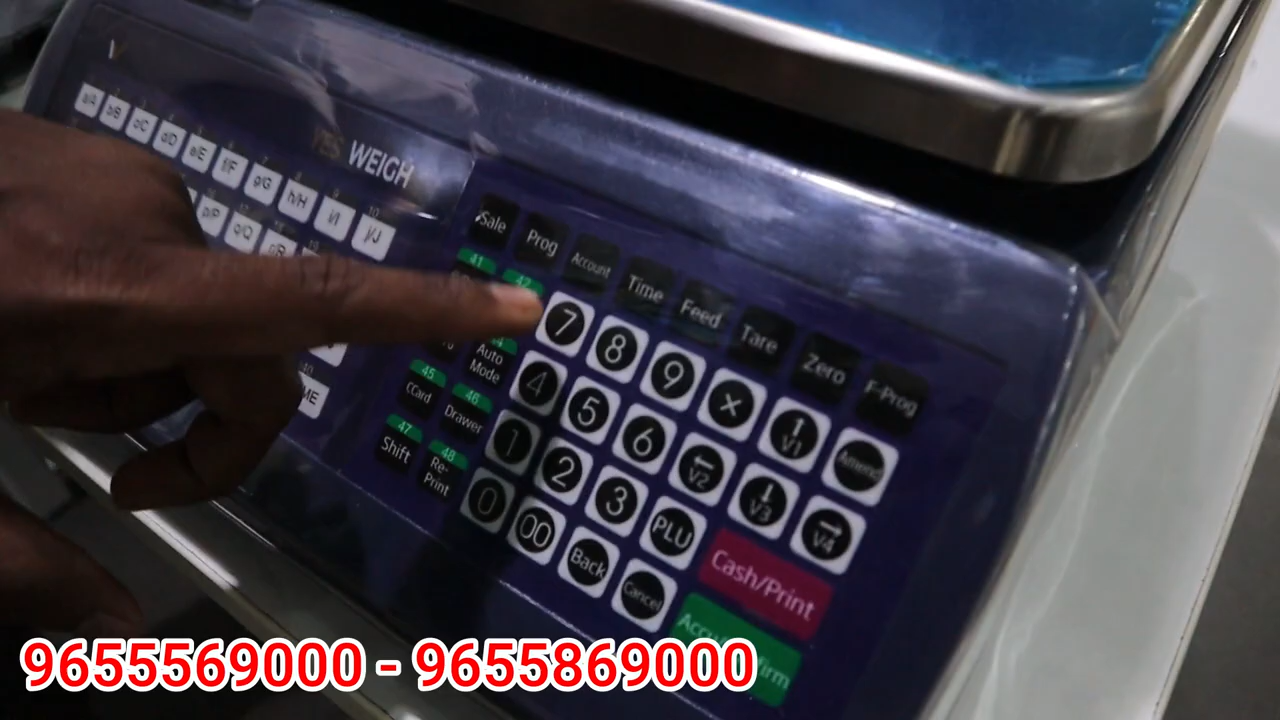 YES WEIGH
a/A b/B c/C d/D e/E f/F g/G h/H i/I j/J
p/P q/Q r/R
Sale Prog Account Time Feed Tare Zero F-Prog
41 42
7 8 9 × ↑ V1 Amend
Auto Mode
4 5 6 ← V2 ↓ V3 → V4
45 CCard 46 Drawer
1 2 3 PLU Cash/Print
47 Shift 48 Re-Print
0 00 Back Cancel
9655569000 - 9655869000